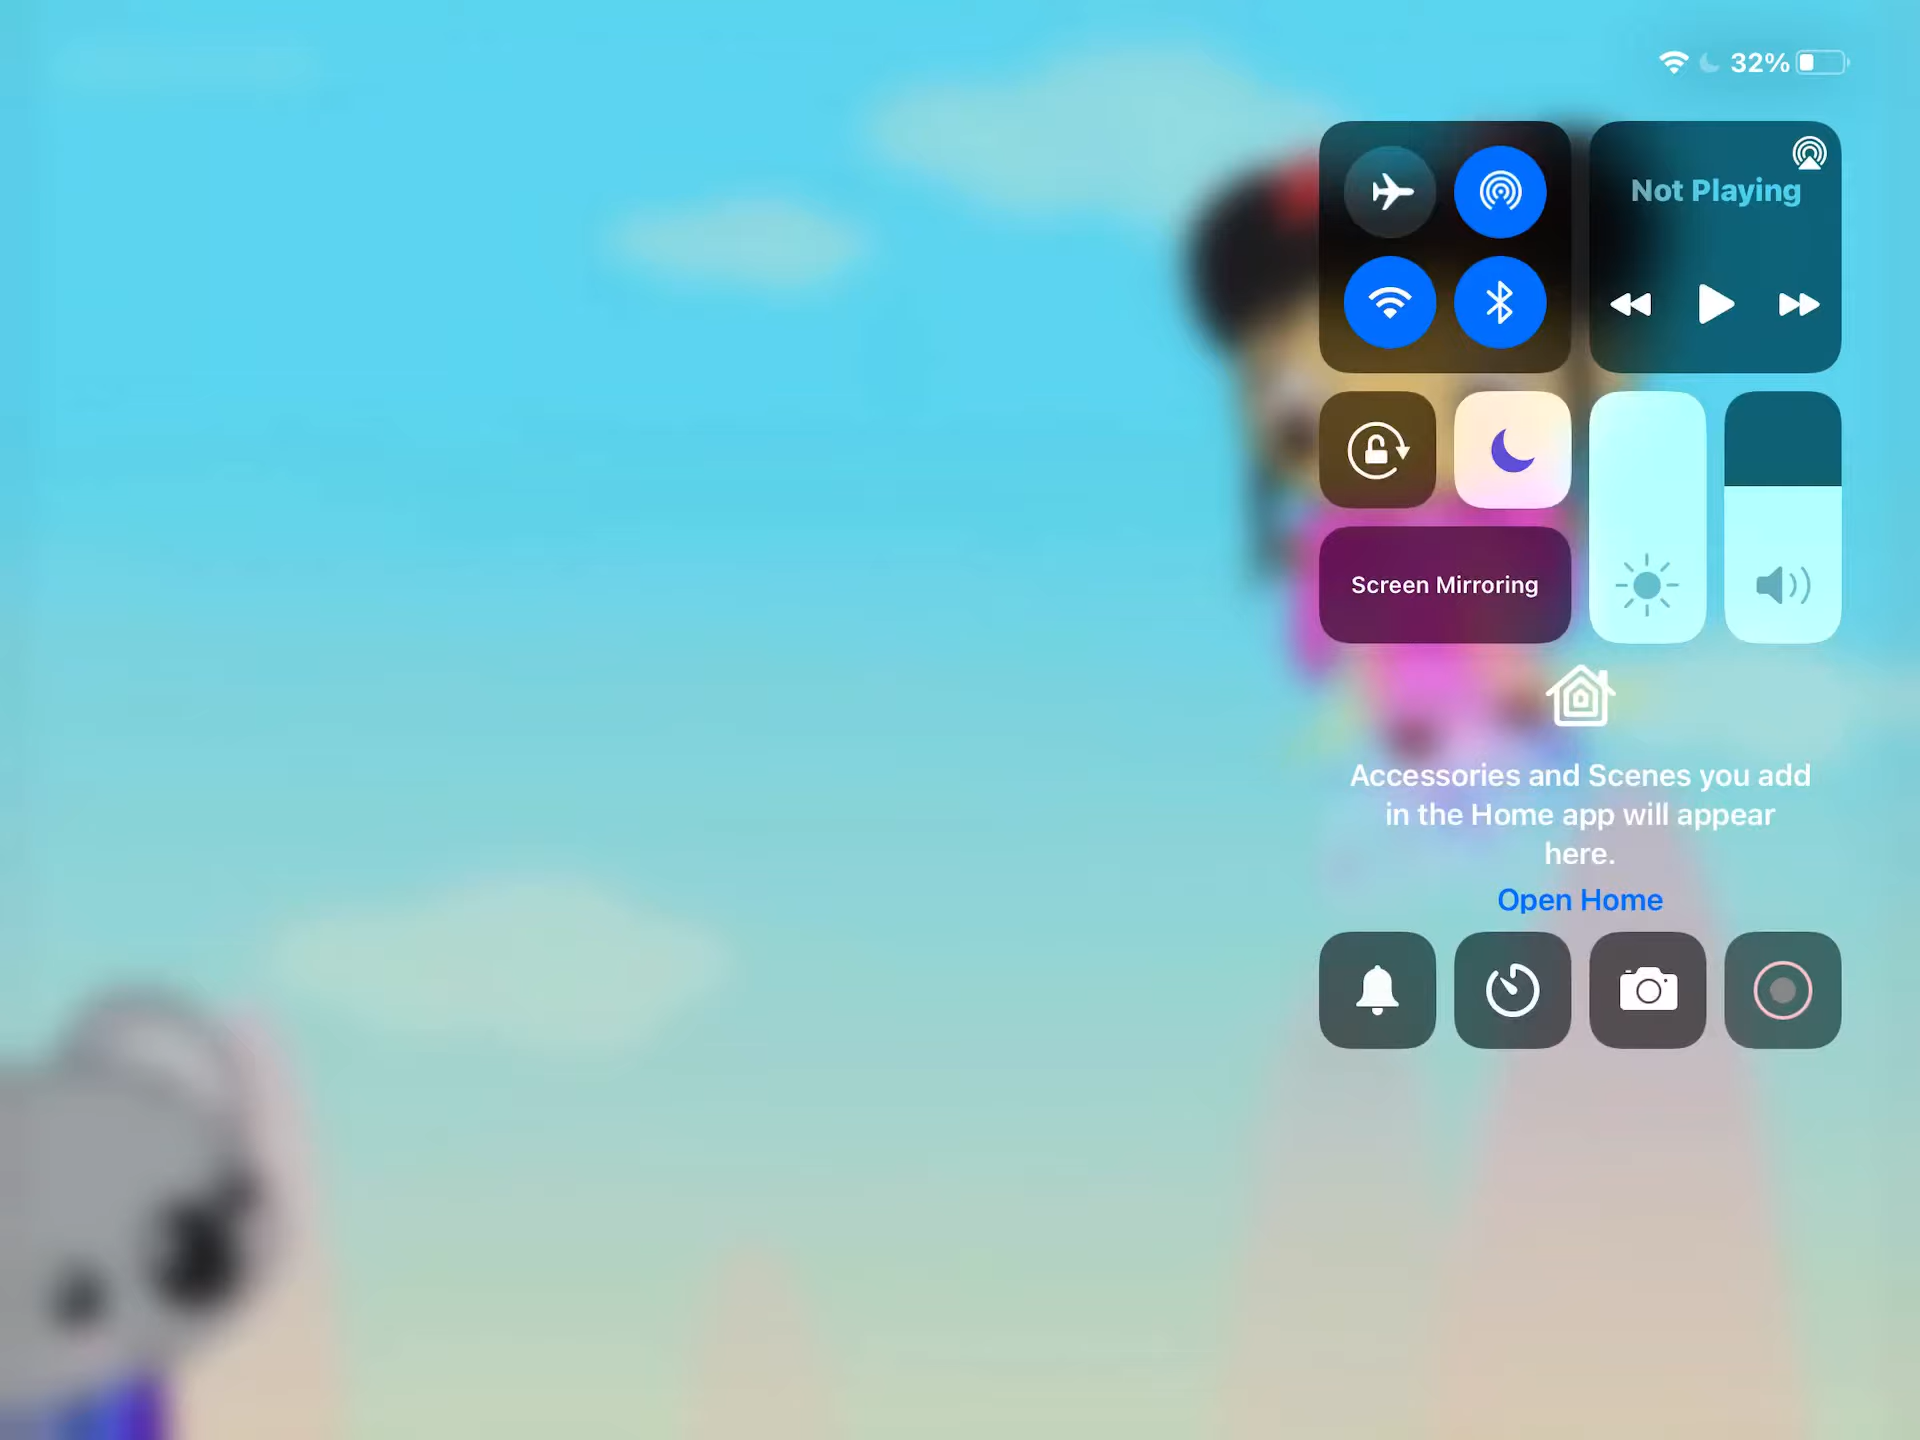 32%
Not Playing
Screen Mirroring
Accessories and Scenes you add
in the Home app will appear
here.
Open Home